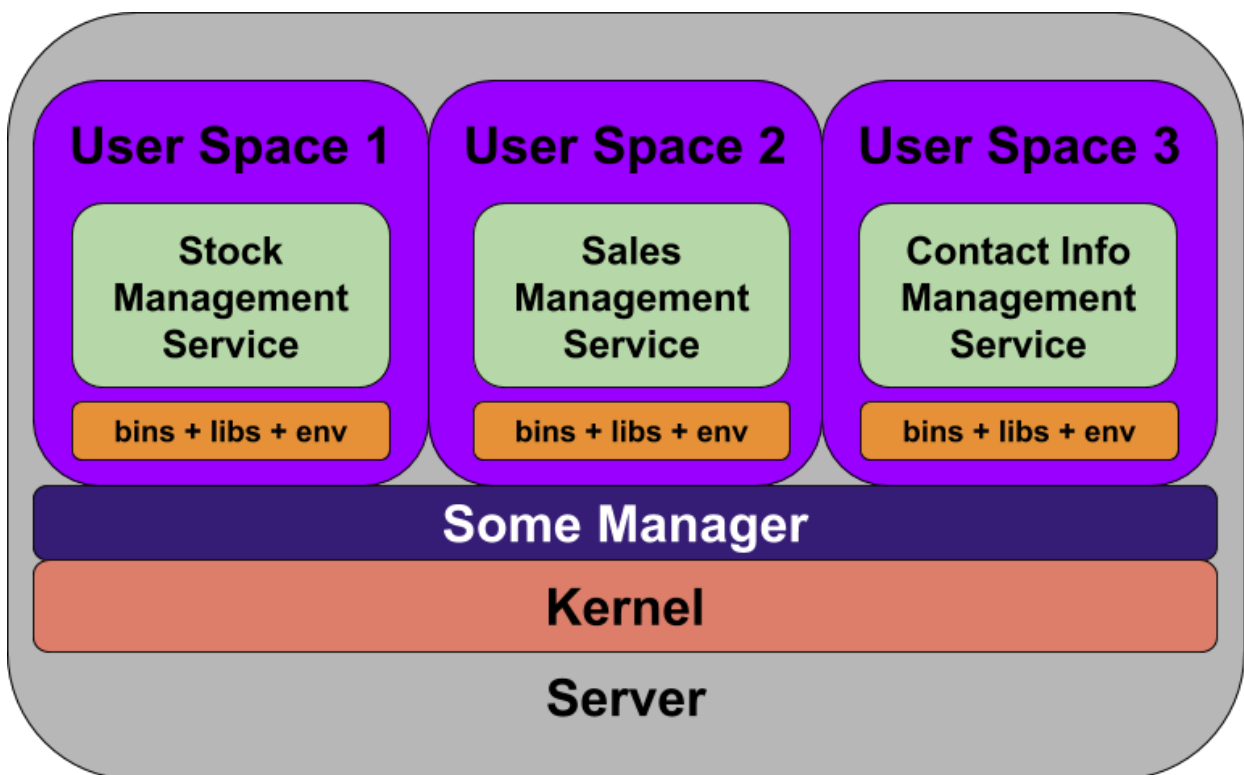 User Space 1
User Space 2
User Space 3
Stock
Management
Service
Sales
Management
Service
Contact Info
Management
Service
bins + libs + env
bins + libs + env
bins + libs + env
Some Manager
Kernel
Server